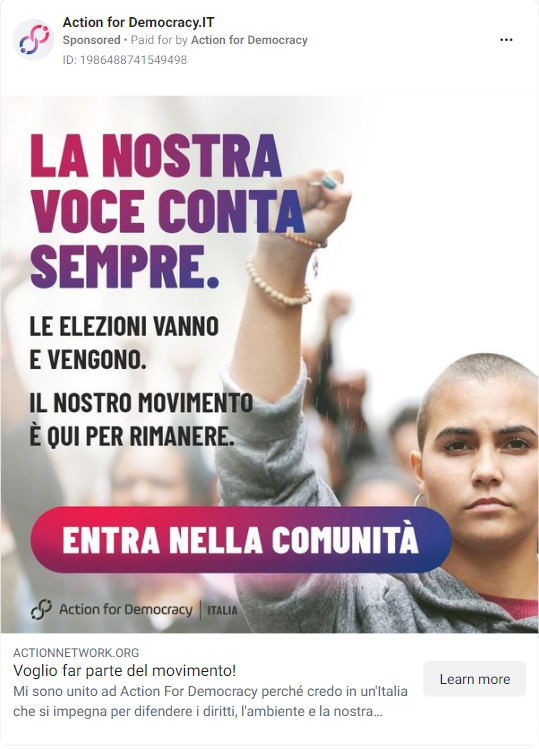 Action for Democracy.IT
Sponsored • Paid for by Action for Democracy
ID: 1986488741549498
LA NOSTRA
VOCE CONTA
SEMPRE.
LE ELEZIONI VANNO
E VENGONO.
IL NOSTRO MOVIMENTO
È QUI PER RIMANERE.
ENTRA NELLA COMUNITÀ
Action for Democracy | ITALIA
ACTIONNETWORK.ORG
Voglio far parte del movimento!
Mi sono unito ad Action For Democracy perché credo in un'Italia
che si impegna per difendere i diritti, l'ambiente e la nostra...
Learn more